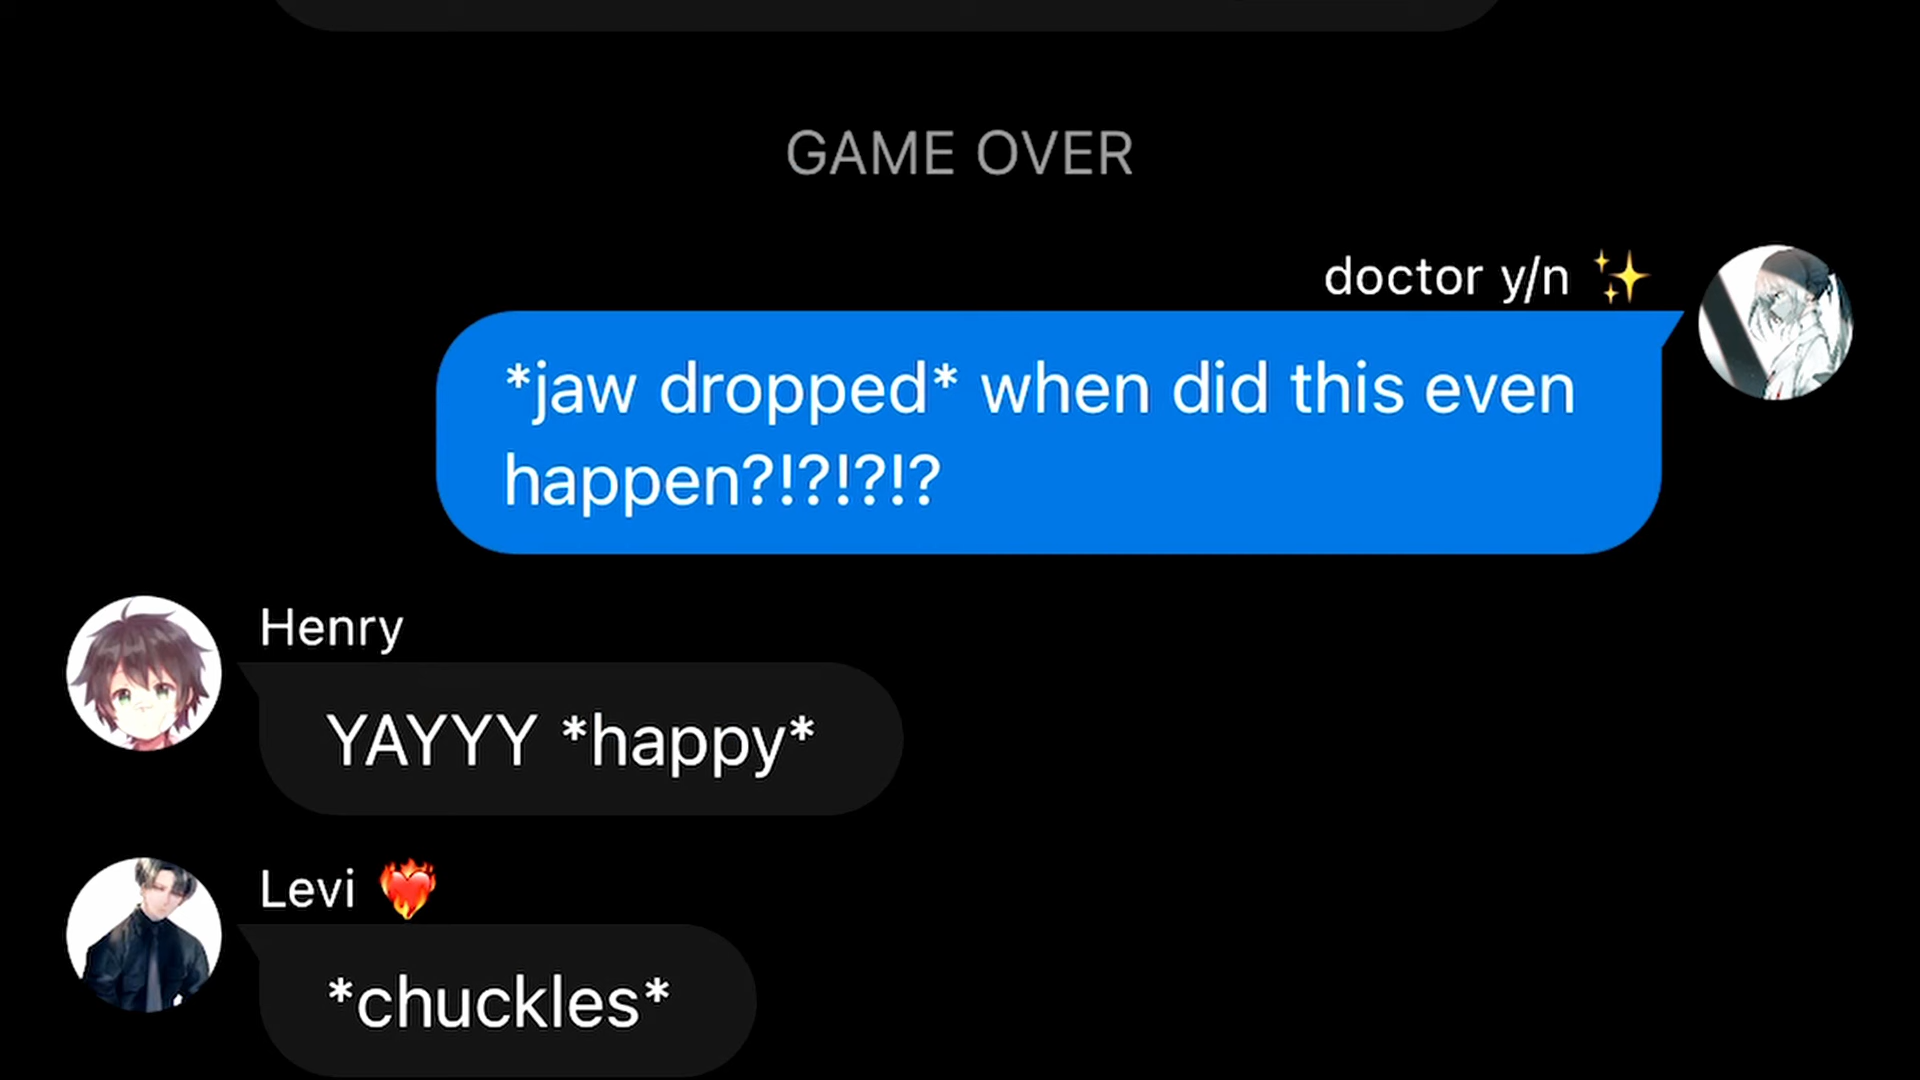 GAME OVER
doctor y/n ✨
*jaw dropped* when did this even
happen?!?!?!?
Henry
YAYYY *happy*
Levi ❤️‍🔥
*chuckles*